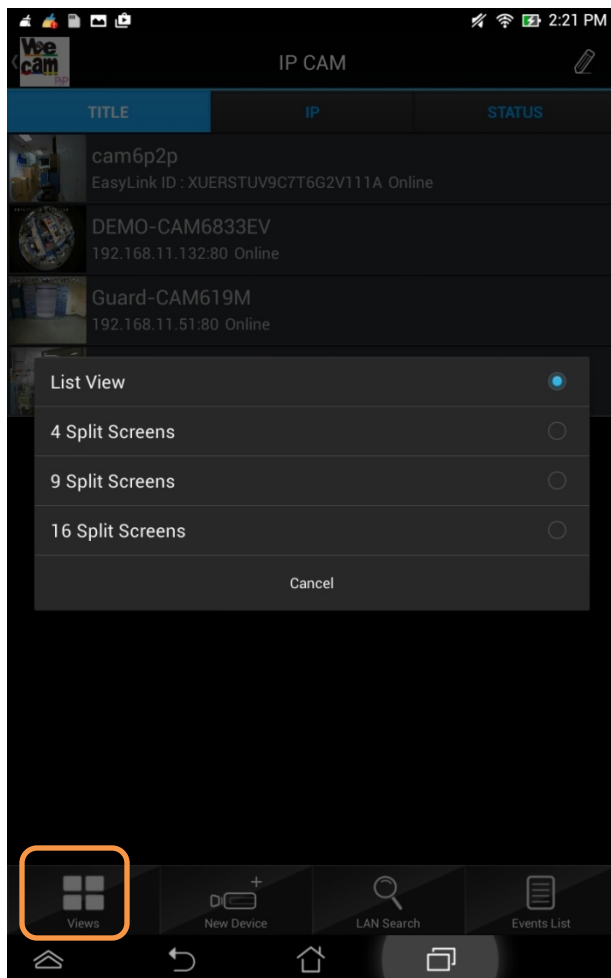 2:21 PM
Wee
cam
p2p
IP CAM
TITLE IP STATUS
cam6p2p
EasyLink ID : XUERSTUV9C7T6G2V111A Online
DEMO-CAM6833EV
192.168.11.132:80 Online
Guard-CAM619M
192.168.11.51:80 Online
List View
4 Split Screens
9 Split Screens
16 Split Screens
Cancel
Views New Device LAN Search Events List